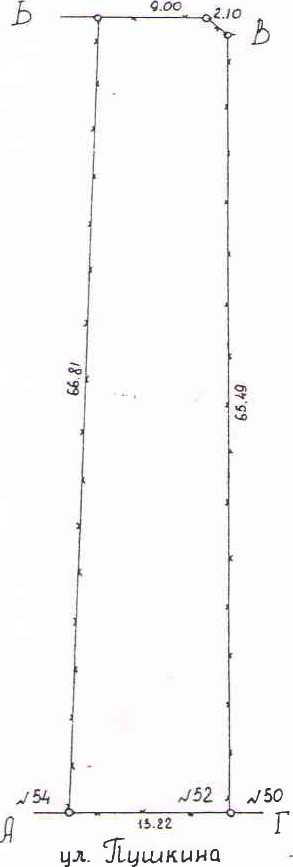 Б 9.00 2.10 В
66.81
65.49
№54 №52 №50
А 13.22 Г
ул. Пушкина